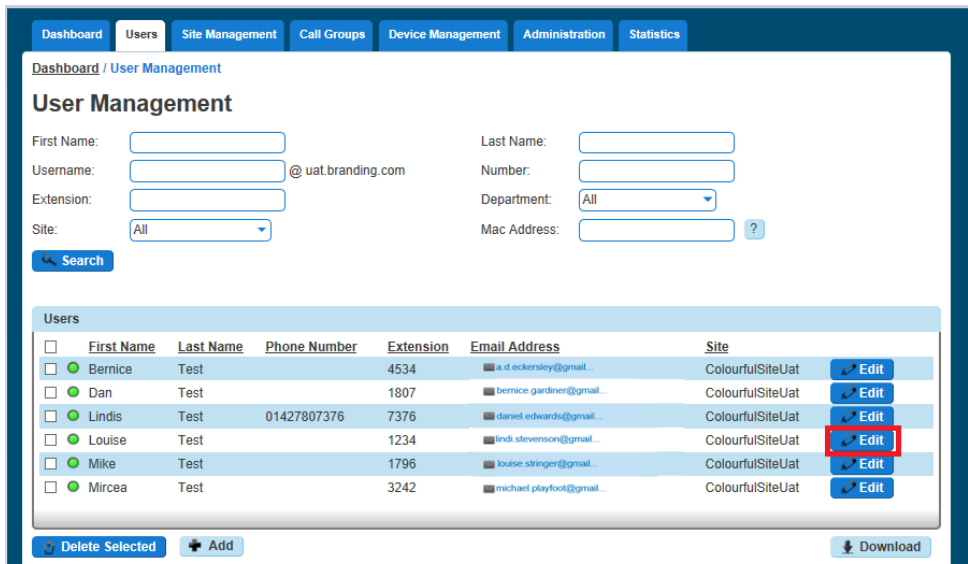 Dashboard Users Site Management Call Groups Device Management Administration Statistics
Dashboard / User Management
User Management
First Name: Last Name:
Username: @ uat.branding.com Number:
Extension: Department: All
Site: All Mac Address: ?
Search
Users
First Name Last Name Phone Number Extension Email Address Site
Bernice Test 4534 a.d.eckersley@gmail... ColourfulSiteUat Edit
Dan Test 1807 bernice.gardiner@gmail... ColourfulSiteUat Edit
Lindis Test 01427807376 7376 daniel.edwards@gmail... ColourfulSiteUat Edit
Louise Test 1234 lindi.stevenson@gmail... ColourfulSiteUat Edit
Mike Test 1796 louise.stringer@gmail... ColourfulSiteUat Edit
Mircea Test 3242 michael.playfoot@gmail... ColourfulSiteUat Edit
Delete Selected Add Download